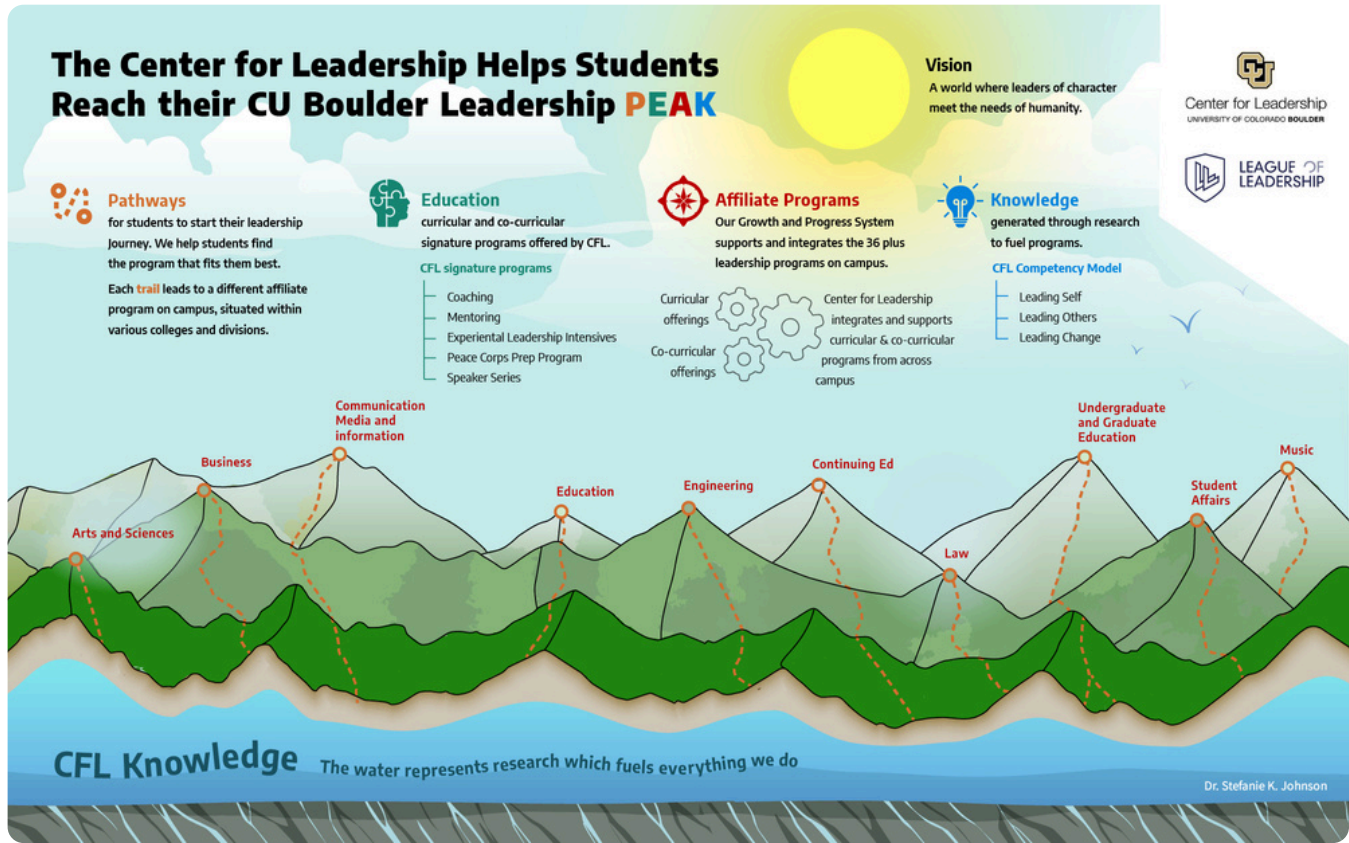 The Center for Leadership Helps Students
Reach their CU Boulder Leadership PEAK
Vision
A world where leaders of character
meet the needs of humanity.
CU
Center for Leadership
UNIVERSITY OF COLORADO BOULDER
LEAGUE OF
LEADERSHIP
Pathways
for students to start their leadership
Journey. We help students find
the program that fits them best.
Each trail leads to a different affiliate
program on campus, situated within
various colleges and divisions.
Education
curricular and co-curricular
signature programs offered by CFL.
CFL signature programs
Coaching
Mentoring
Experiential Leadership Intensives
Peace Corps Prep Program
Speaker Series
Affiliate Programs
Our Growth and Progress System
supports and integrates the 36 plus
leadership programs on campus.
Curricular
offerings
Co-curricular
offerings
Center for Leadership
integrates and supports
curricular & co-curricular
programs from across
campus
Knowledge
generated through research
to fuel programs.
CFL Competency Model
Leading Self
Leading Others
Leading Change
Arts and Sciences
Business
Communication
Media and
information
Education
Engineering
Continuing Ed
Law
Undergraduate
and Graduate
Education
Student
Affairs
Music
CFL Knowledge
The water represents research which fuels everything we do
Dr. Stefanie K. Johnson